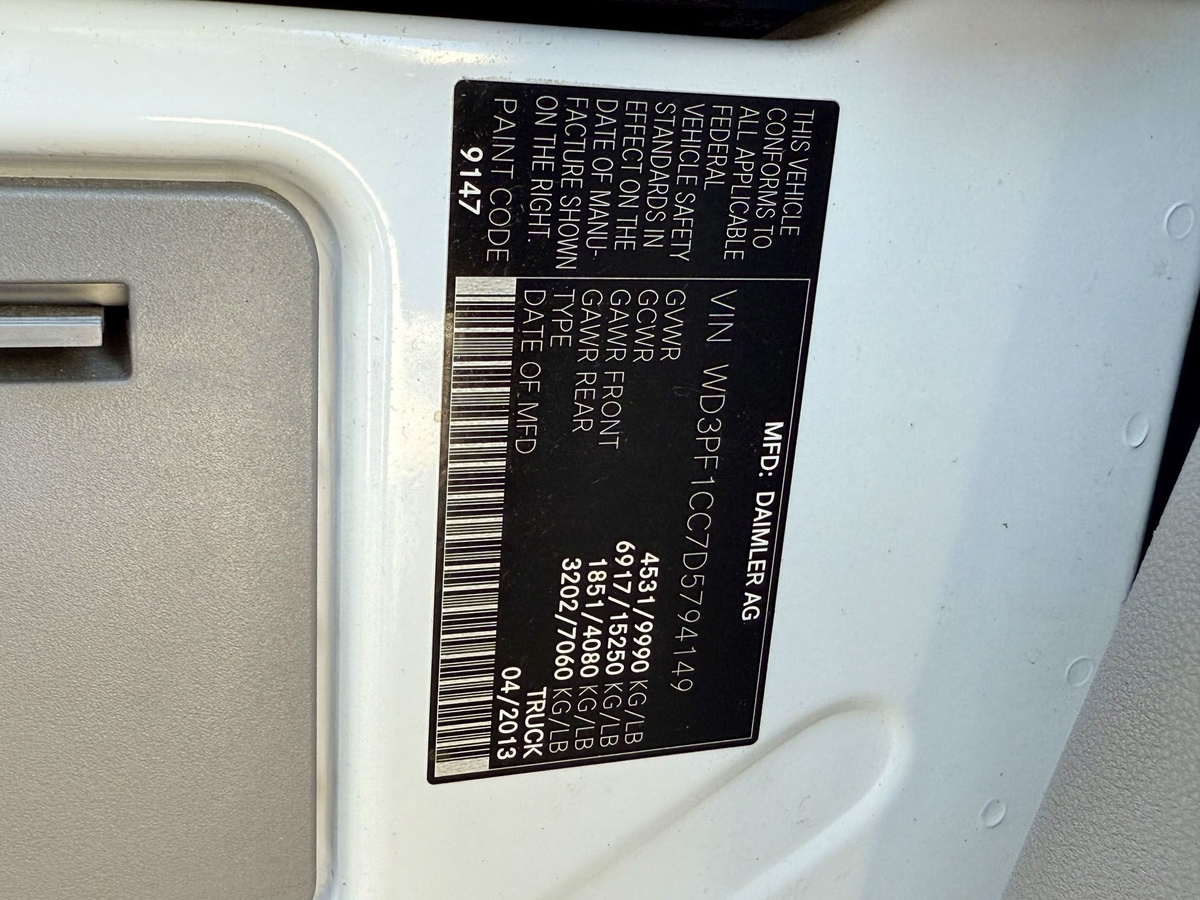 THIS VEHICLE
CONFORMS TO
ALL APPLICABLE
FEDERAL
VEHICLE SAFETY
STANDARDS IN
EFFECT ON THE
DATE OF MANU-
FACTURE SHOWN
ON THE RIGHT.
PAINT CODE
9147
MFD: DAIMLER AG
VIN WD3PF1CC7D5794149
GVWR 4531/9990 KG/LB
GCWR 6917/15250 KG/LB
GAWR FRONT 1851/4080 KG/LB
GAWR REAR 3202/7060 KG/LB
TYPE TRUCK
DATE OF MFD 04/2013